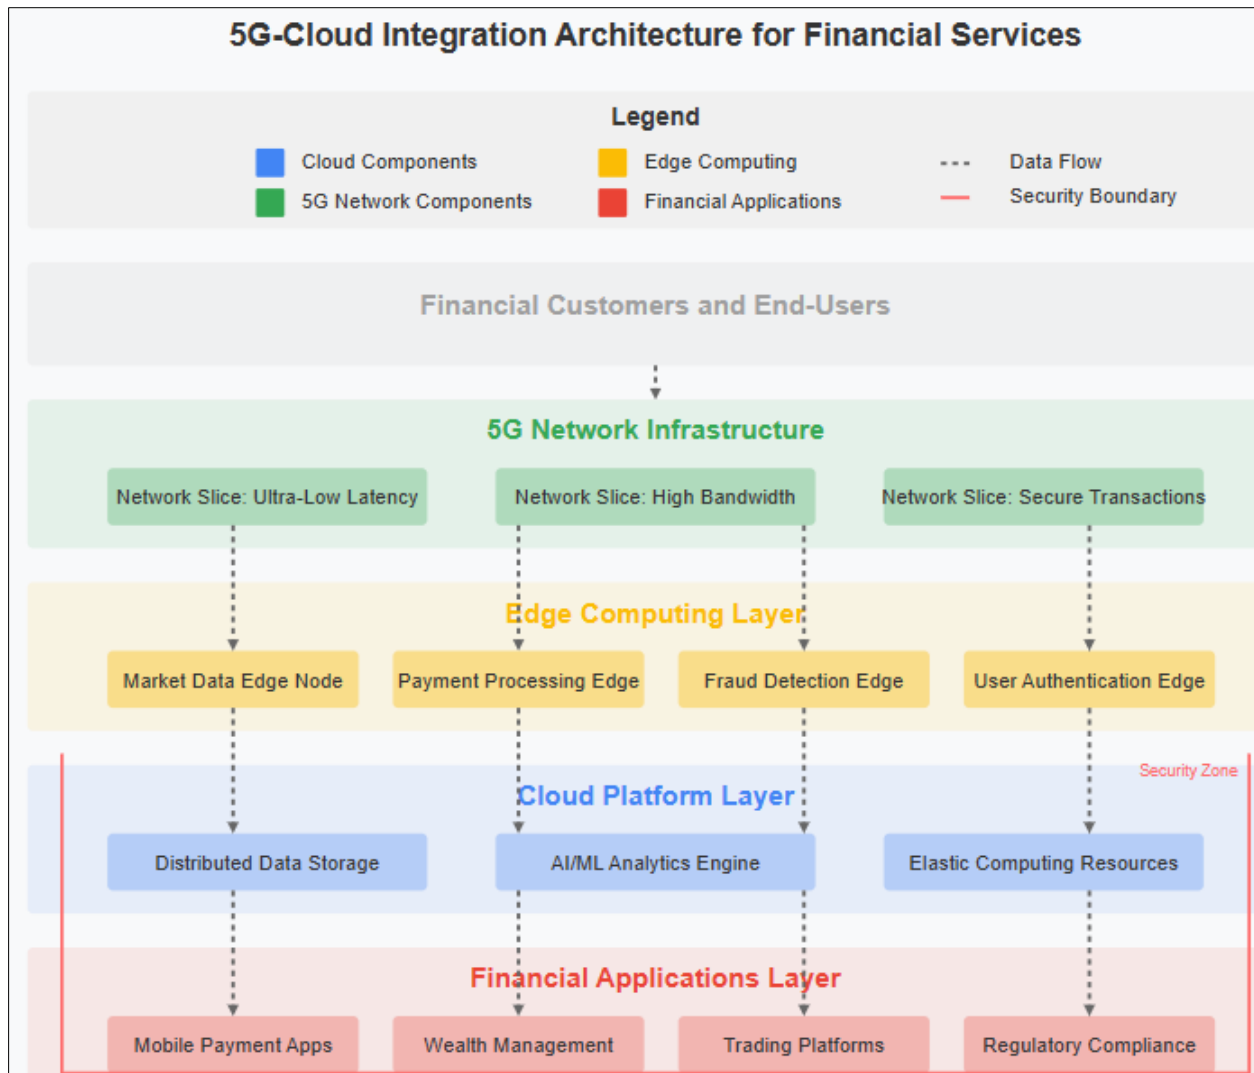 5G-Cloud Integration Architecture for Financial Services
Legend
Cloud Components
Edge Computing
Data Flow
5G Network Components
Financial Applications
Security Boundary
Financial Customers and End-Users
5G Network Infrastructure
Network Slice: Ultra-Low Latency
Network Slice: High Bandwidth
Network Slice: Secure Transactions
Edge Computing Layer
Market Data Edge Node
Payment Processing Edge
Fraud Detection Edge
User Authentication Edge
Security Zone
Cloud Platform Layer
Distributed Data Storage
AI/ML Analytics Engine
Elastic Computing Resources
Financial Applications Layer
Mobile Payment Apps
Wealth Management
Trading Platforms
Regulatory Compliance